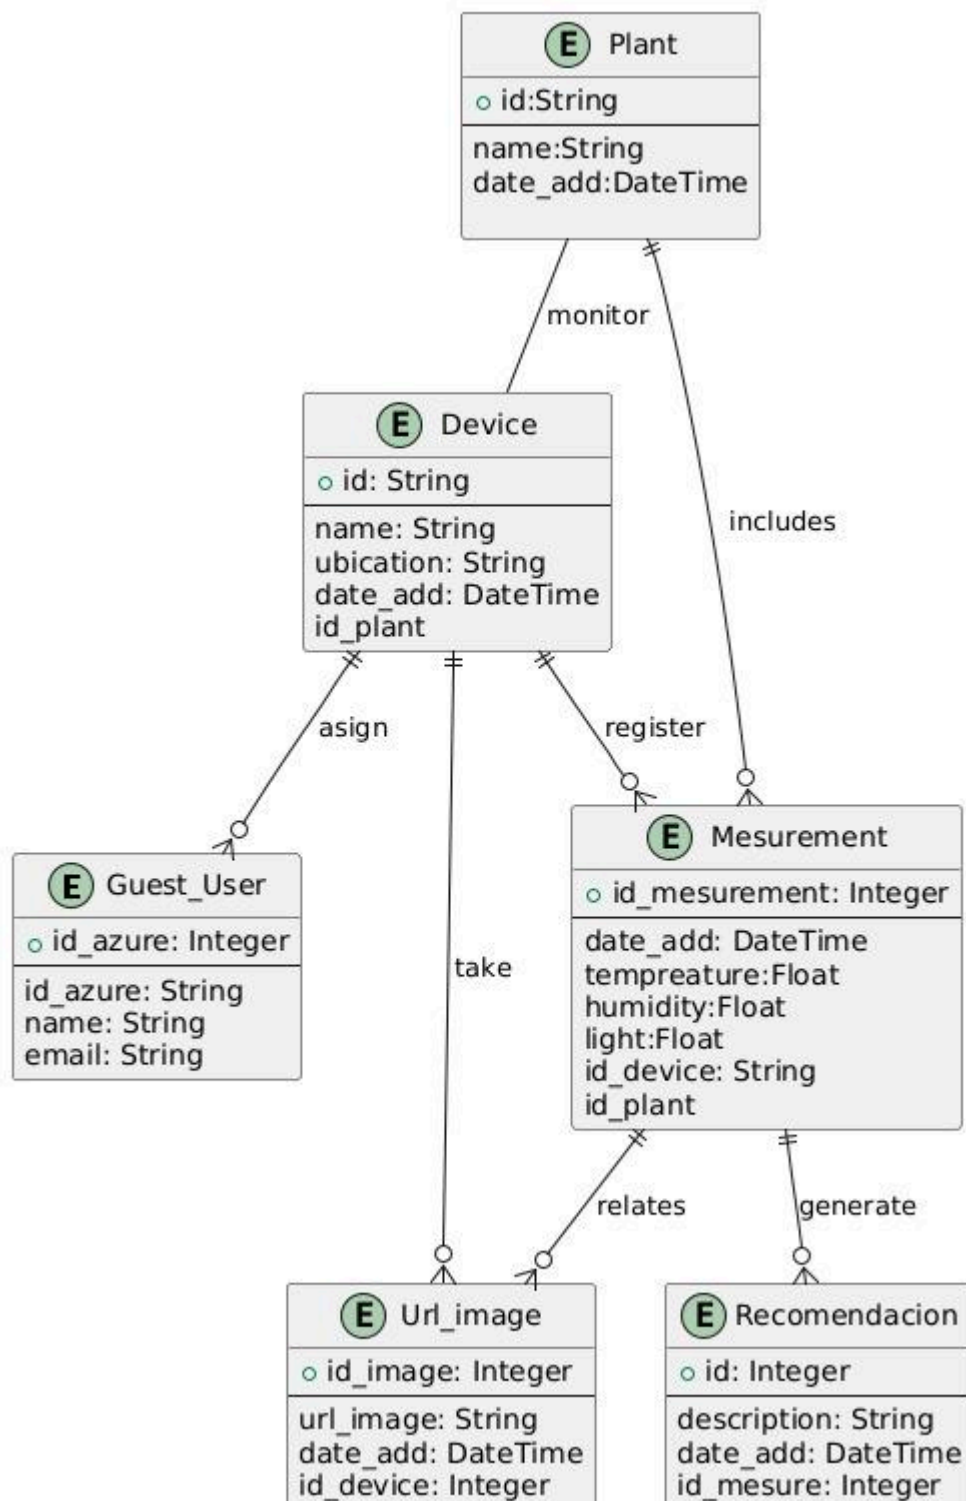 E Plant
id:String
name:String
date_add:DateTime
monitor
E Device
id: String
name: String
ubication: String
date_add: DateTime
id_plant
includes
asign
register
E Mesurement
id_mesurement: Integer
date_add: DateTime
tempreature:Float
humidity:Float
light:Float
id_device: String
id_plant
E Guest_User
id_azure: Integer
id_azure: String
name: String
email: String
take
relates
generate
E Url_image
id_image: Integer
url_image: String
date_add: DateTime
id_device: Integer
E Recomendacion
id: Integer
description: String
date_add: DateTime
id_mesure: Integer